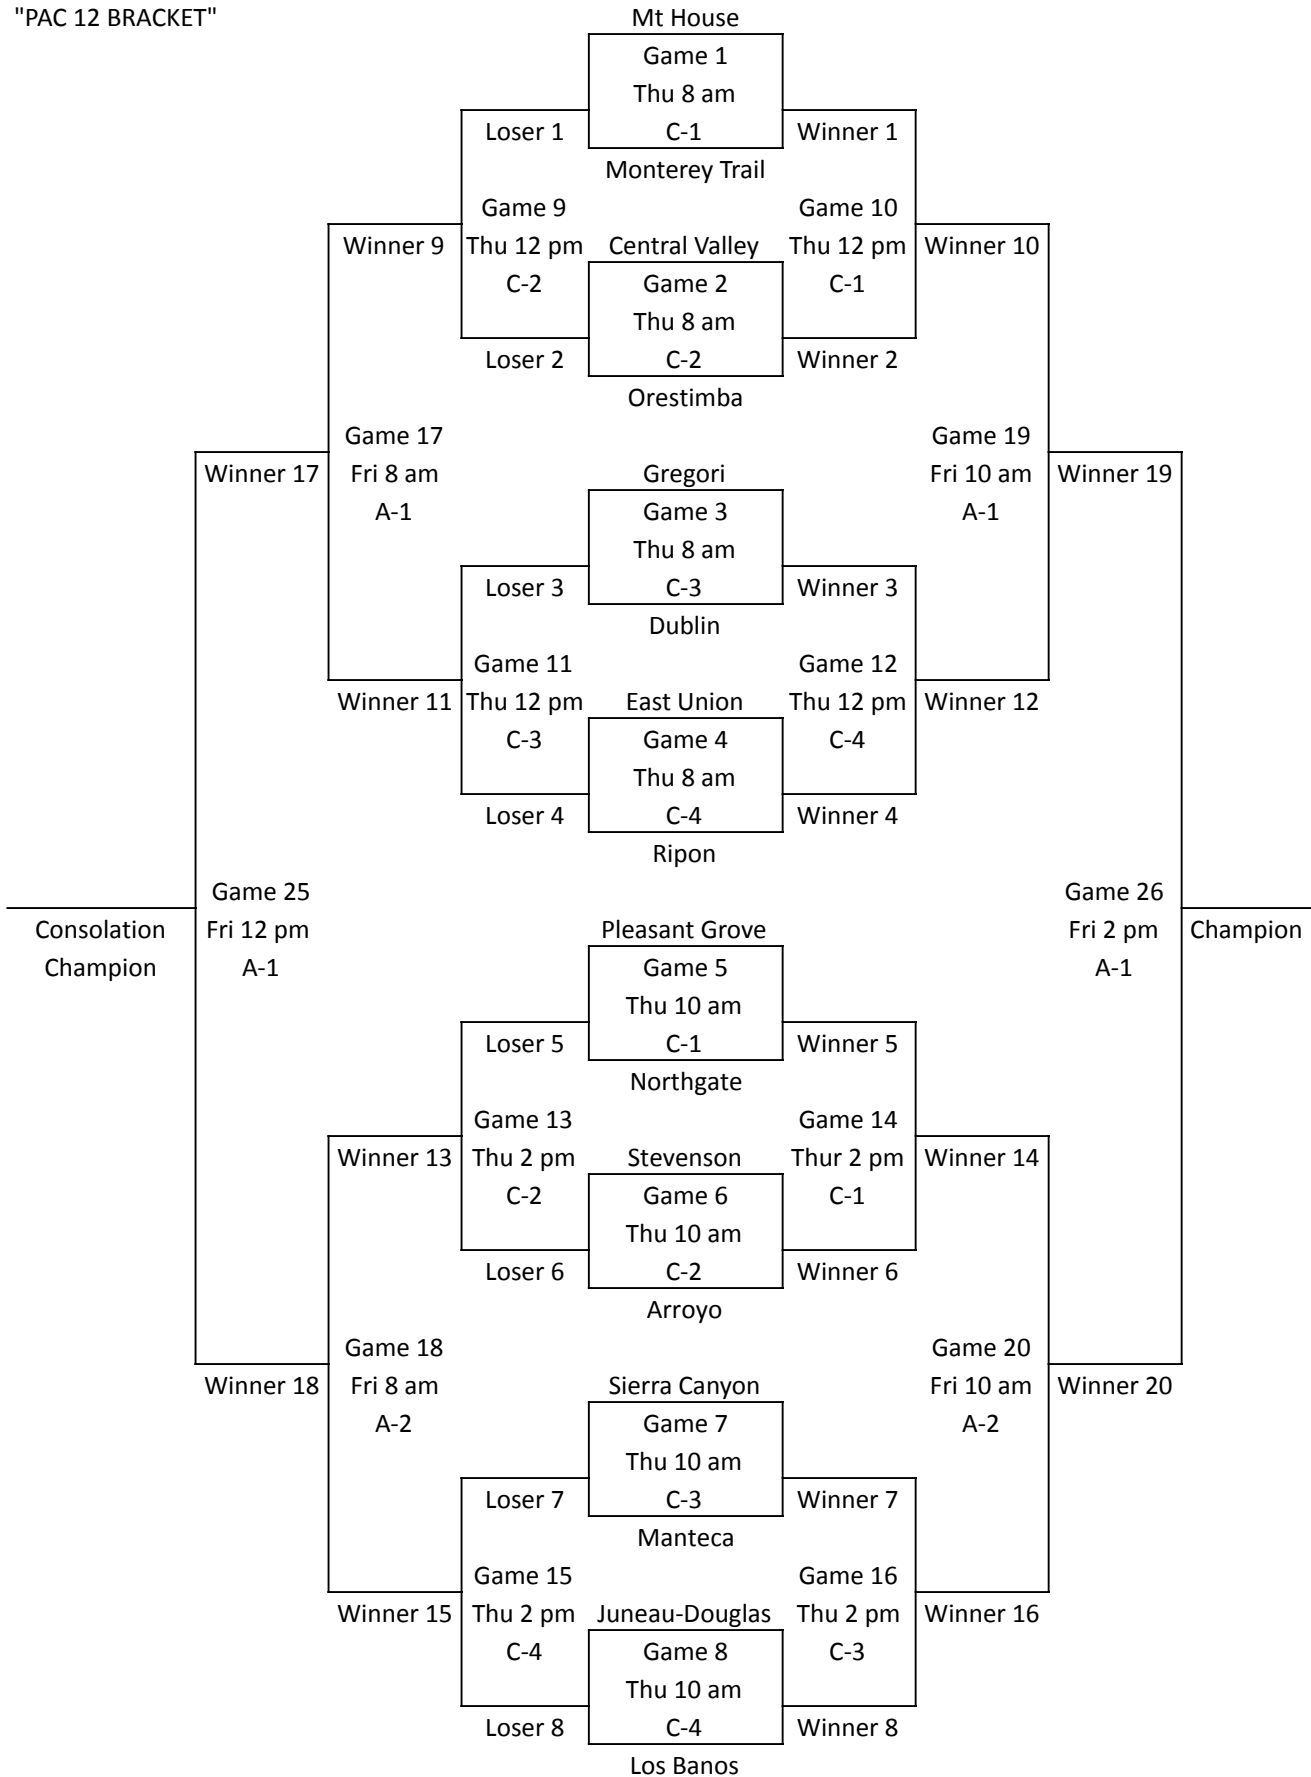 "PAC 12 BRACKET"
Mt House
Game 1
Thu 8 am
Loser 1
C-1
Winner 1
Monterey Trail
Game 9
Game 10
Winner 9
Thu 12 pm
Central Valley
Thu 12 pm
Winner 10
C-2
Game 2
C-1
Thu 8 am
Loser 2
C-2
Winner 2
Orestimba
Game 17
Game 19
Winner 17
Fri 8 am
Gregori
Fri 10 am
Winner 19
A-1
Game 3
A-1
Thu 8 am
Loser 3
C-3
Winner 3
Dublin
Game 11
Game 12
Winner 11
Thu 12 pm
East Union
Thu 12 pm
Winner 12
C-3
Game 4
C-4
Thu 8 am
Loser 4
C-4
Winner 4
Ripon
Game 25
Game 26
Consolation
Fri 12 pm
Pleasant Grove
Fri 2 pm
Champion
Champion
A-1
Game 5
A-1
Thu 10 am
Loser 5
C-1
Winner 5
Northgate
Game 13
Game 14
Winner 13
Thu 2 pm
Stevenson
Thur 2 pm
Winner 14
C-2
Game 6
C-1
Thu 10 am
Loser 6
C-2
Winner 6
Arroyo
Game 18
Game 20
Winner 18
Fri 8 am
Sierra Canyon
Fri 10 am
Winner 20
A-2
Game 7
A-2
Thu 10 am
Loser 7
C-3
Winner 7
Manteca
Game 15
Game 16
Winner 15
Thu 2 pm
Juneau-Douglas
Thu 2 pm
Winner 16
C-4
Game 8
C-3
Thu 10 am
Loser 8
C-4
Winner 8
Los Banos